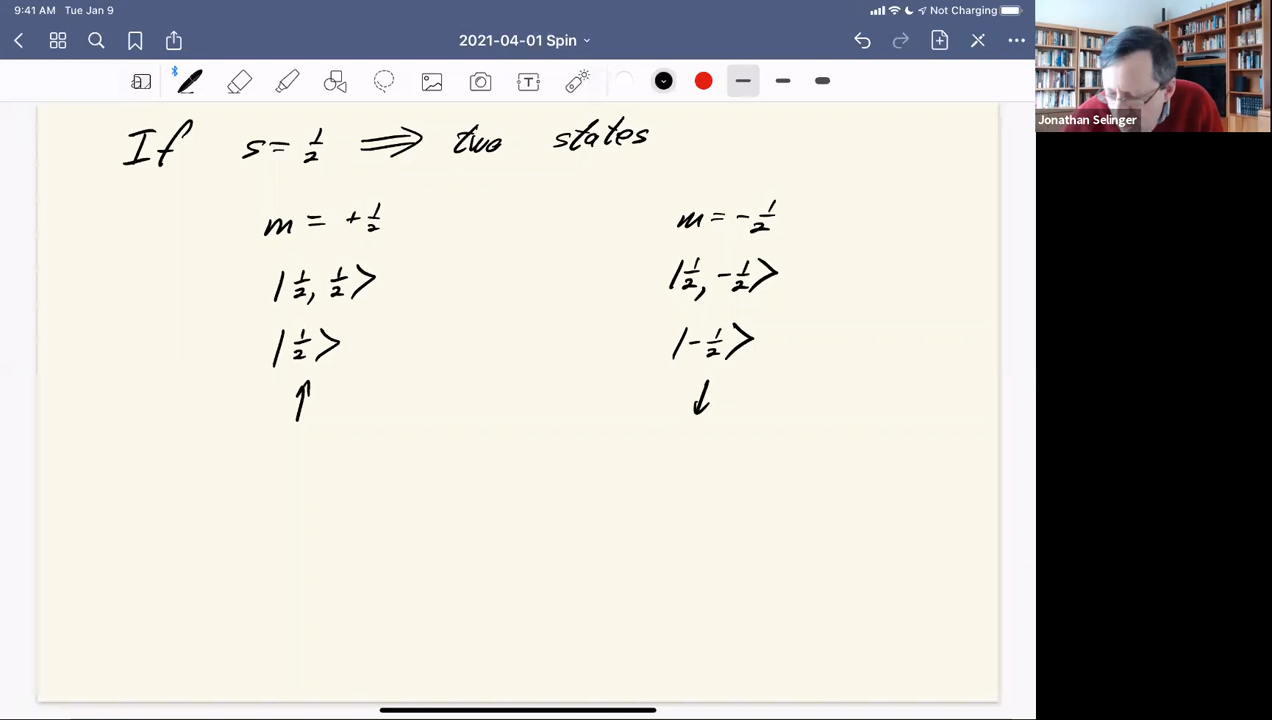 9:41 AM Tue Jan 9
Not Charging
2021-04-01 Spin
T
Jonathan Selinger
If s = 1/2 ⟹ two states
m = +1/2 m = -1/2
|1/2, 1/2> |1/2, -1/2>
|1/2> |-1/2>
↑ ↓